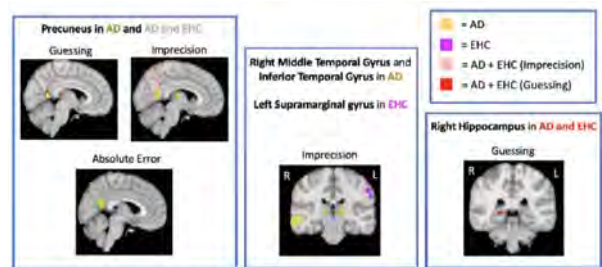 Precuneus in AD and AD and EHC
Guessing
Imprecision
Absolute Error
Right Middle Temporal Gyrus and
Inferior Temporal Gyrus in AD
Left Supramarginal gyrus in EHC
Imprecision
R
L
= AD
= EHC
= AD + EHC (Imprecision)
= AD + EHC (Guessing)
Right Hippocampus in AD and EHC
Guessing
R
L